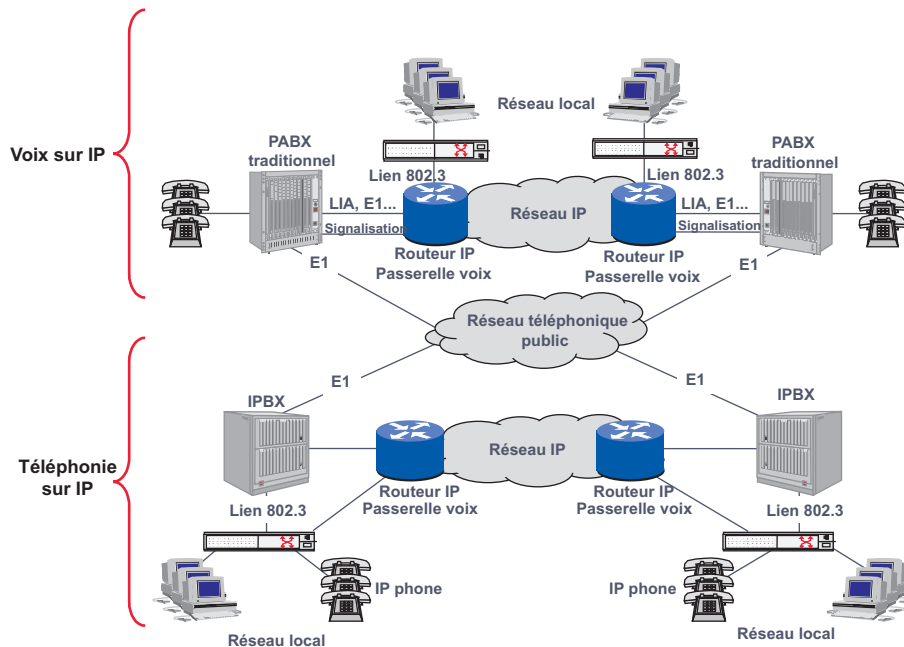 Réseau local
PABX
traditionnel
PABX
traditionnel
Voix sur IP
Lien 802.3
Lien 802.3
LIA, E1...
Réseau IP
LIA, E1...
Signalisation
Signalisation
Routeur IP
Passerelle voix
Routeur IP
Passerelle voix
E1
E1
Réseau téléphonique
public
E1
E1
IPBX
IPBX
Réseau IP
Téléphonie
sur IP
Routeur IP
Passerelle voix
Routeur IP
Passerelle voix
Lien 802.3
Lien 802.3
IP phone
IP phone
Réseau local
Réseau local